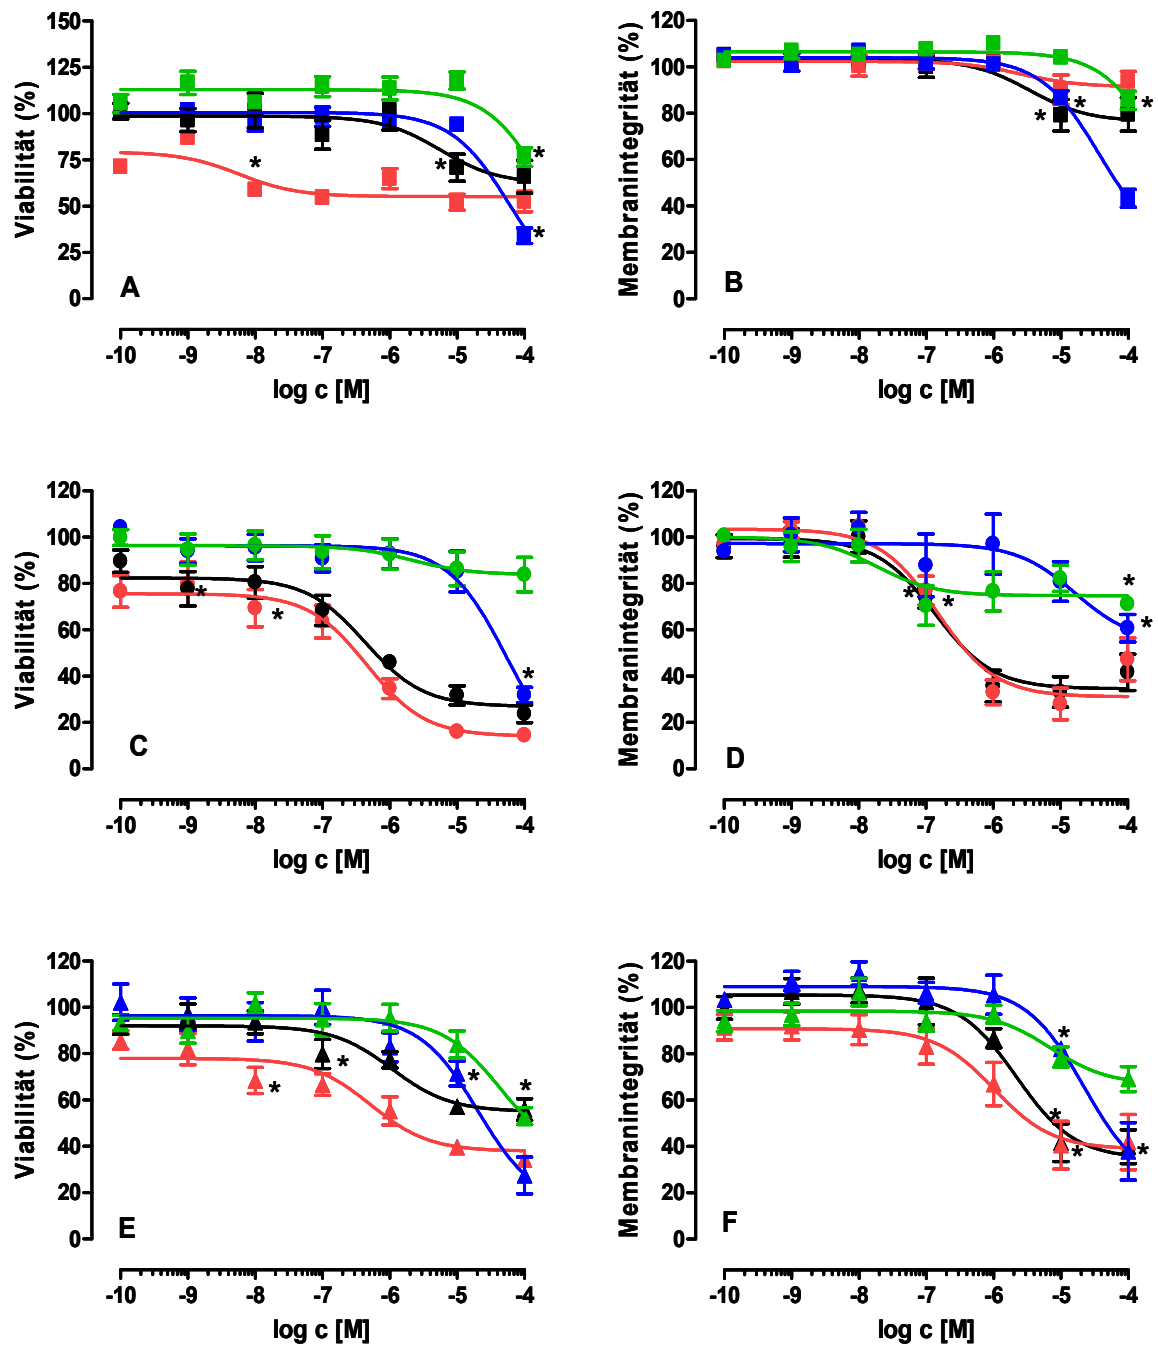 150
125
100
75
50
25
0
Viabilität (%)
A
* * * *
-10 -9 -8 -7 -6 -5 -4
log c [M]
120
100
80
60
40
20
0
Membranintegrität (%)
B
* * *
-10 -9 -8 -7 -6 -5 -4
log c [M]
120
100
80
60
40
20
0
Viabilität (%)
C
* * *
-10 -9 -8 -7 -6 -5 -4
log c [M]
120
100
80
60
40
20
0
Membranintegrität (%)
D
* * * *
-10 -9 -8 -7 -6 -5 -4
log c [M]
120
100
80
60
40
20
0
Viabilität (%)
E
* * * *
-10 -9 -8 -7 -6 -5 -4
log c [M]
120
100
80
60
40
20
0
Membranintegrität (%)
F
* * * *
-10 -9 -8 -7 -6 -5 -4
log c [M]